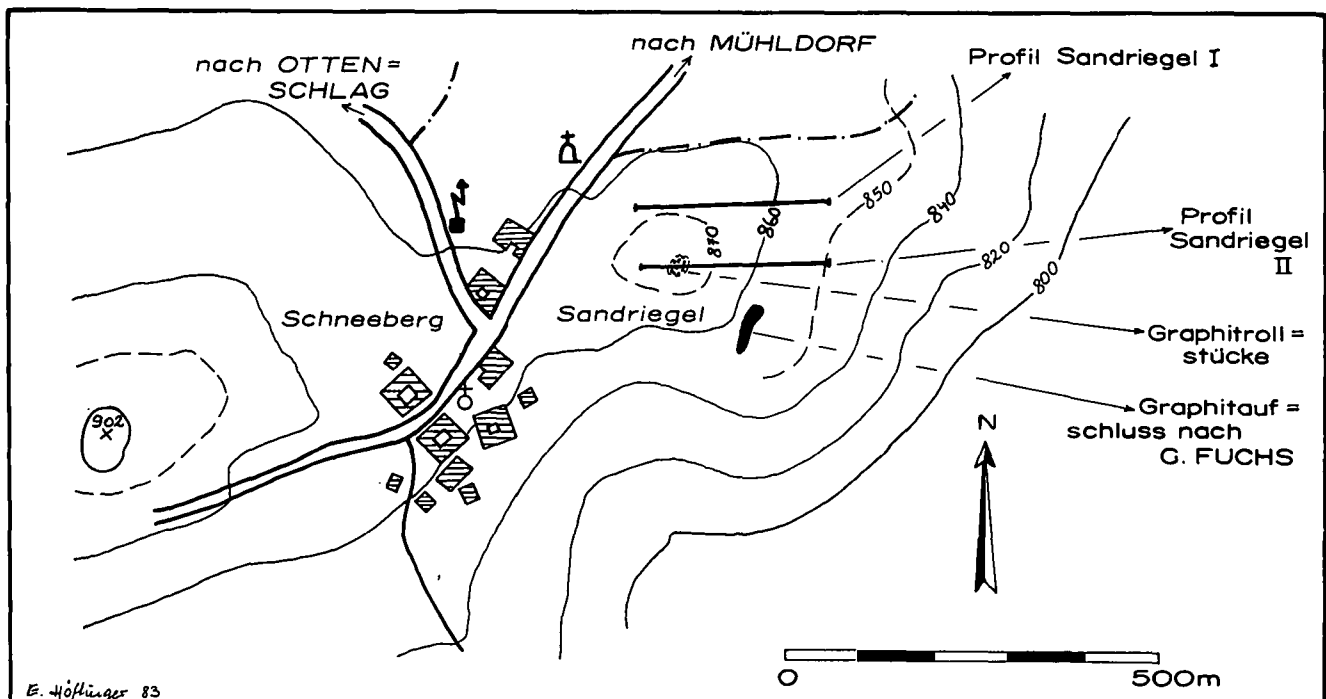 nach OTTEN=
SCHLAG
nach MÜHLDORF
Profil Sandriegel I
Profil
Sandriegel
II
850
840
860
870
820
800
Schneeberg
Sandriegel
Graphitroll=
stücke
902
Graphitauf=
schluss nach
G. FUCHS
N
0
500m
E. Höflinger 83